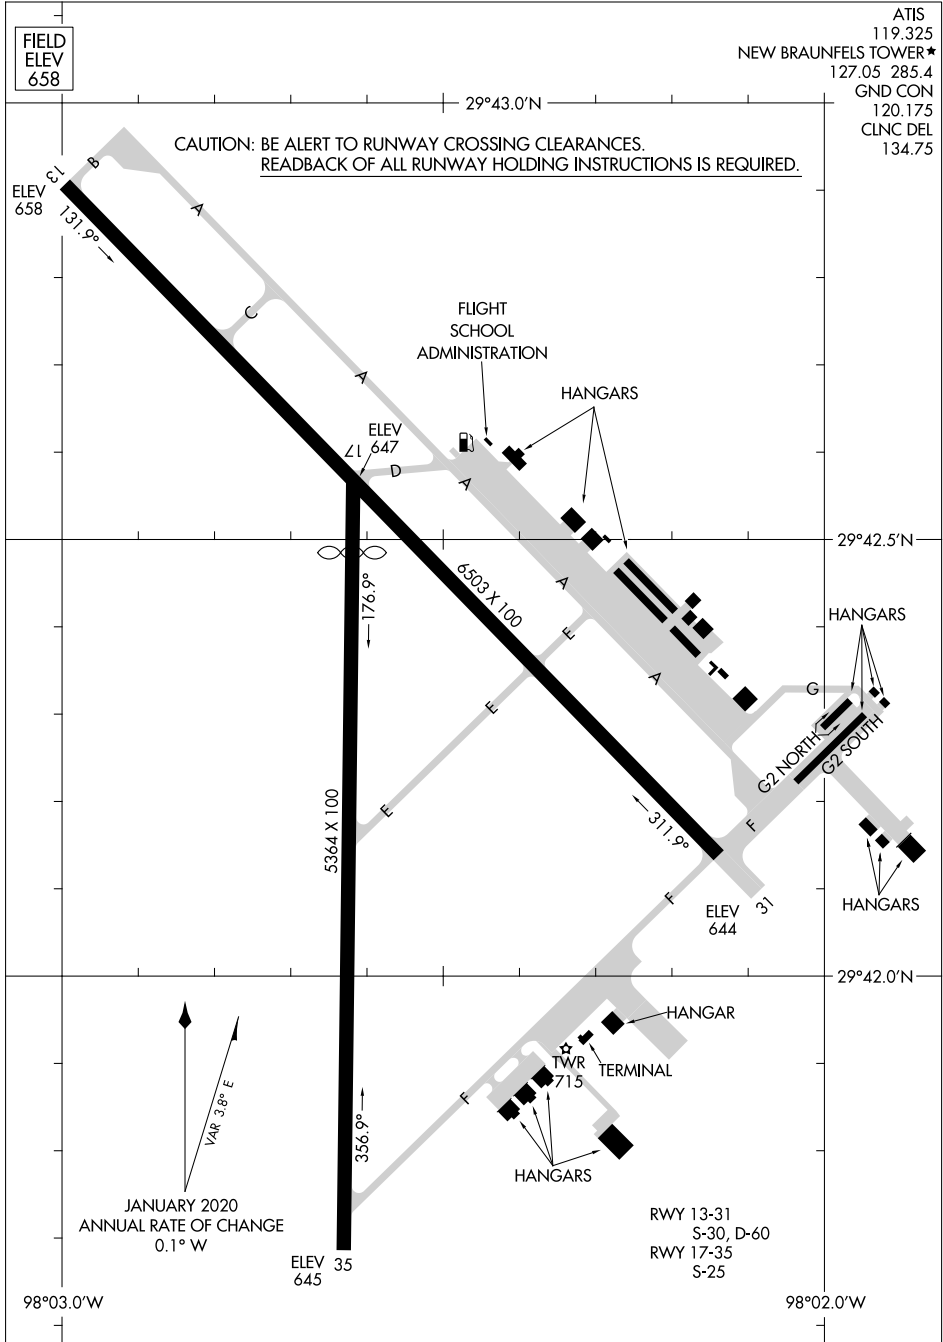 FIELD
ELEV
658
ATIS
119.325
NEW BRAUNFELS TOWER★
127.05 285.4
GND CON
120.175
CLNC DEL
134.75
29°43.0'N
CAUTION: BE ALERT TO RUNWAY CROSSING CLEARANCES.
READBACK OF ALL RUNWAY HOLDING INSTRUCTIONS IS REQUIRED.
B
13
ELEV
658
131.9°
A
C
FLIGHT
SCHOOL
ADMINISTRATION
A
HANGARS
ELEV
647
17
D
A
29°42.5'N
6503 X 100
A
176.9°
E
HANGARS
A
G
E
G2 NORTH
G2 SOUTH
E
5364 X 100
311.9°
F
F
31
ELEV
644
HANGARS
29°42.0'N
HANGAR
TWR
715
TERMINAL
VAR 3.8° E
F
356.9°
HANGARS
JANUARY 2020
ANNUAL RATE OF CHANGE
0.1° W
RWY 13-31
S-30, D-60
RWY 17-35
S-25
ELEV
645
35
98°03.0'W
98°02.0'W